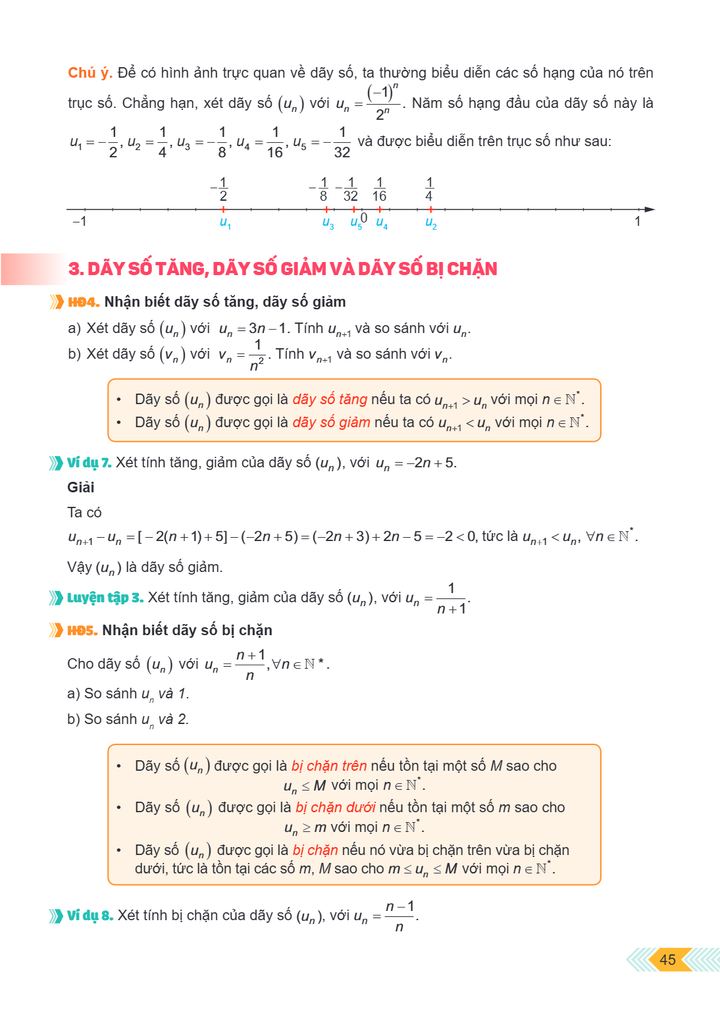 Chú ý. Để có hình ảnh trực quan về dãy số, ta thường biểu diễn các số hạng của nó trên
trục số. Chẳng hạn, xét dãy số (uₙ) với uₙ = (−1)ⁿ/2ⁿ. Năm số hạng đầu của dãy số này là
u₁ = −1/2, u₂ = 1/4, u₃ = −1/8, u₄ = 1/16, u₅ = −1/32 và được biểu diễn trên trục số như sau:
−1/2 −1/8 −1/32 1/16 1/4
−1 u₁ u₃ u₅ 0 u₄ u₂ 1
3. DÃY SỐ TĂNG, DÃY SỐ GIẢM VÀ DÃY SỐ BỊ CHẶN
HĐ4. Nhận biết dãy số tăng, dãy số giảm
a) Xét dãy số (uₙ) với uₙ = 3n − 1. Tính uₙ₊₁ và so sánh với uₙ.
b) Xét dãy số (vₙ) với vₙ = 1/n². Tính vₙ₊₁ và so sánh với vₙ.
• Dãy số (uₙ) được gọi là dãy số tăng nếu ta có uₙ₊₁ > uₙ với mọi n ∈ ℕ*.
• Dãy số (uₙ) được gọi là dãy số giảm nếu ta có uₙ₊₁ < uₙ với mọi n ∈ ℕ*.
Ví dụ 7. Xét tính tăng, giảm của dãy số (uₙ), với uₙ = −2n + 5.
Giải
Ta có
uₙ₊₁ − uₙ = [− 2(n + 1) + 5] − (−2n + 5) = (−2n + 3) + 2n − 5 = −2 < 0, tức là uₙ₊₁ < uₙ, ∀n ∈ ℕ*.
Vậy (uₙ) là dãy số giảm.
Luyện tập 3. Xét tính tăng, giảm của dãy số (uₙ), với uₙ = 1/(n + 1).
HĐ5. Nhận biết dãy số bị chặn
Cho dãy số (uₙ) với uₙ = (n + 1)/n, ∀n ∈ ℕ *.
a) So sánh uₙ và 1.
b) So sánh uₙ và 2.
• Dãy số (uₙ) được gọi là bị chặn trên nếu tồn tại một số M sao cho
uₙ ≤ M với mọi n ∈ ℕ*.
• Dãy số (uₙ) được gọi là bị chặn dưới nếu tồn tại một số m sao cho
uₙ ≥ m với mọi n ∈ ℕ*.
• Dãy số (uₙ) được gọi là bị chặn nếu nó vừa bị chặn trên vừa bị chặn
dưới, tức là tồn tại các số m, M sao cho m ≤ uₙ ≤ M với mọi n ∈ ℕ*.
Ví dụ 8. Xét tính bị chặn của dãy số (uₙ), với uₙ = (n − 1)/n.
45